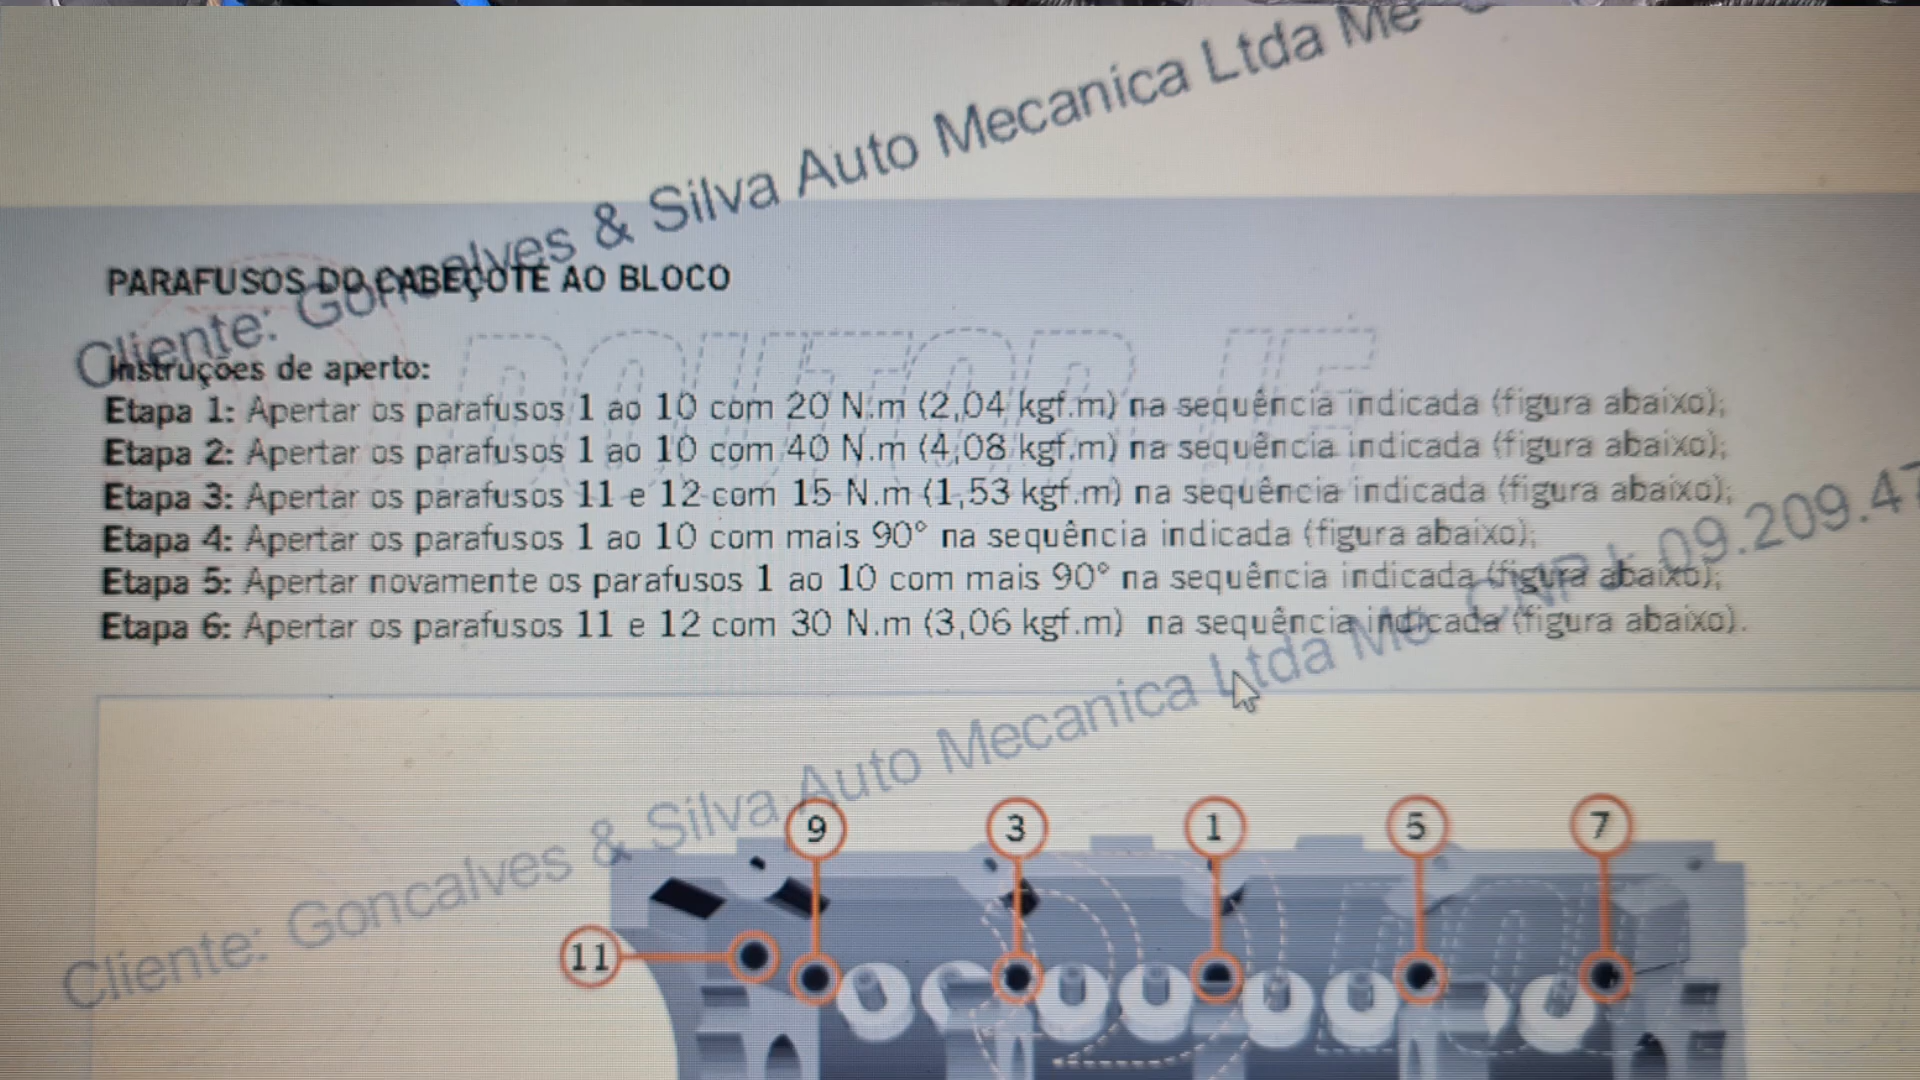 Cliente: Goncalves & Silva Auto Mecanica Ltda Me
PARAFUSOS DO CABEÇOTE AO BLOCO
Instruções de aperto:
Etapa 1: Apertar os parafusos 1 ao 10 com 20 N.m (2,04 kgf.m) na sequência indicada (figura abaixo);
Etapa 2: Apertar os parafusos 1 ao 10 com 40 N.m (4,08 kgf.m) na sequência indicada (figura abaixo);
Etapa 3: Apertar os parafusos 11 e 12 com 15 N.m (1,53 kgf.m) na sequência indicada (figura abaixo);
Etapa 4: Apertar os parafusos 1 ao 10 com mais 90° na sequência indicada (figura abaixo);
Etapa 5: Apertar novamente os parafusos 1 ao 10 com mais 90° na sequência indicada (figura abaixo);
Etapa 6: Apertar os parafusos 11 e 12 com 30 N.m (3,06 kgf.m) na sequência indicada (figura abaixo).
DOUTOR IE
Cliente: Goncalves & Silva Auto Mecanica Ltda Me CNPJ: 09.209.47
9 3 1 5 7
11